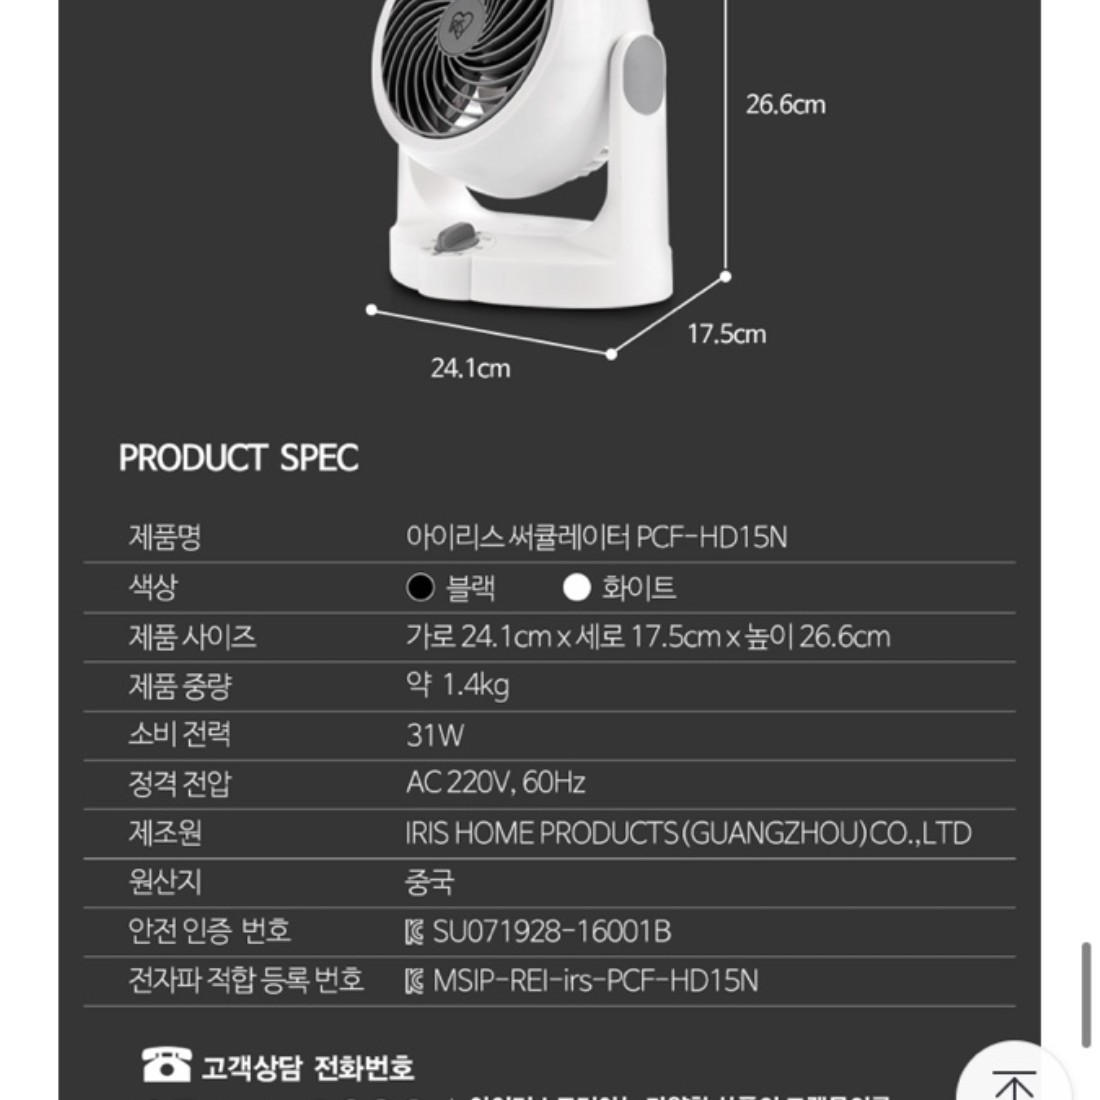 26.6cm
17.5cm
24.1cm
PRODUCT SPEC
제품명 아이리스 써큘레이터 PCF-HD15N
색상 블랙 화이트
제품 사이즈 가로 24.1cm x 세로 17.5cm x 높이 26.6cm
제품 중량 약 1.4kg
소비 전력 31W
정격 전압 AC 220V, 60Hz
제조원 IRIS HOME PRODUCTS(GUANGZHOU)CO.,LTD
원산지 중국
안전 인증 번호 SU071928-16001B
전자파 적합 등록 번호 MSIP-REI-irs-PCF-HD15N
고객상담 전화번호